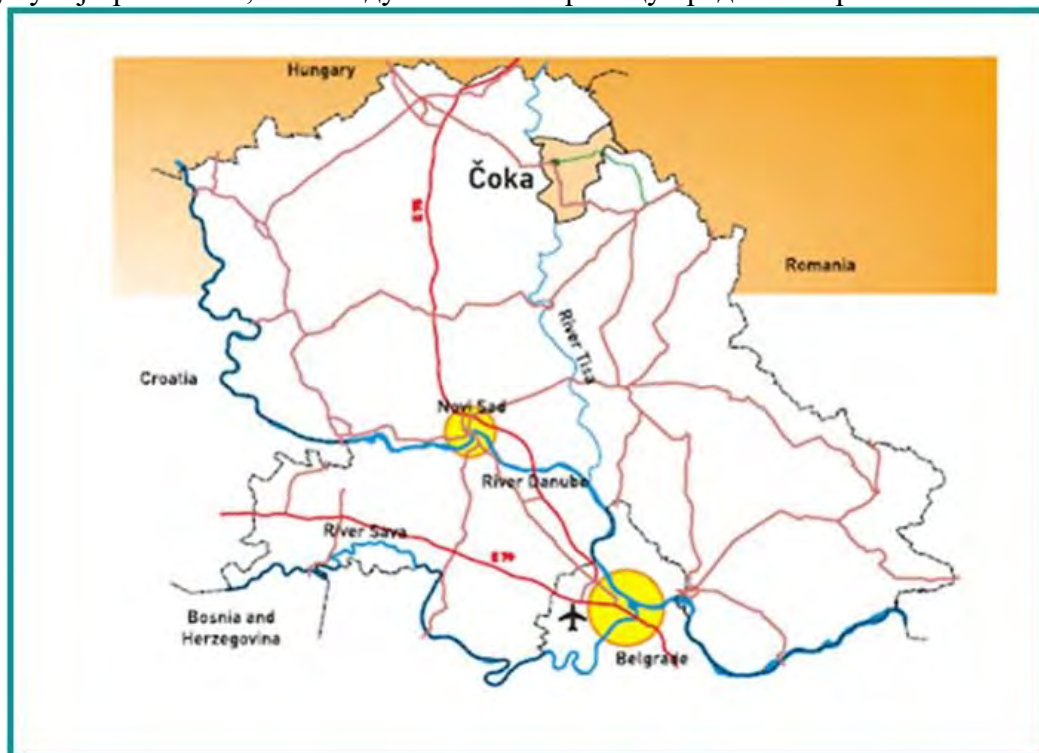 Hungary
Čoka
Romania
River Tisa
Croatia
Novi Sad
River Danube
River Sava
Bosnia and
Herzegovina
Belgrade